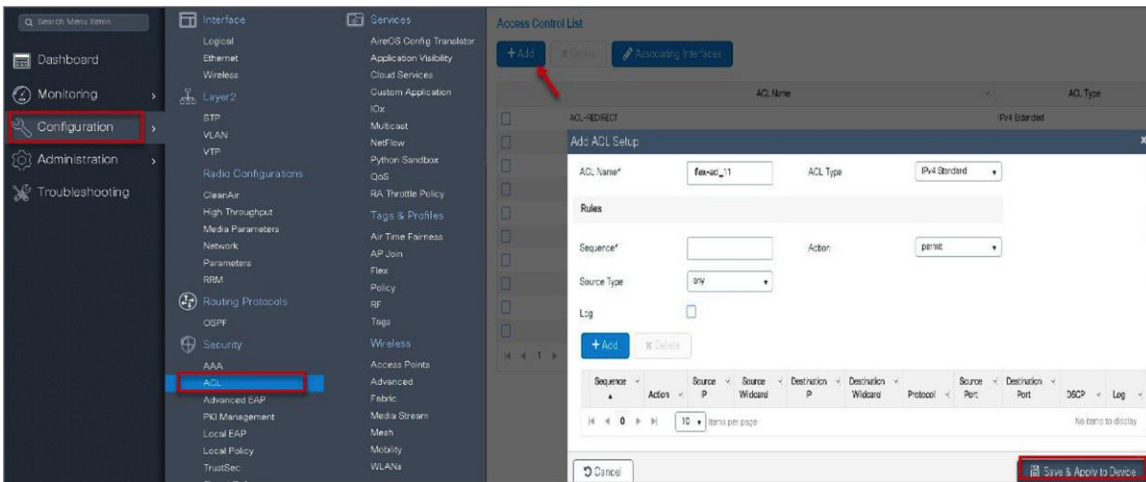 Search Menu Items
Dashboard
Monitoring
Configuration
Administration
Troubleshooting
Interface
Logical
Ethernet
Wireless
Layer2
STP
VLAN
VTP
Radio Configurations
CleanAir
High Throughput
Media Parameters
Network
Parameters
RRM
Routing Protocols
OSPF
Security
AAA
ACL
Advanced EAP
PKI Management
Local EAP
Local Policy
TrustSec
Services
AireOS Config Translator
Application Visibility
Cloud Services
Custom Application
IOx
Multicast
NetFlow
Python Sandbox
QoS
RA Throttle Policy
Tags & Profiles
Air Time Fairness
AP Join
Flex
Policy
RF
Tags
Wireless
Access Points
Advanced
Fabric
Media Stream
Mesh
Mobility
WLANs
Access Control List
+ Add
× Delete
Associating Interfaces
ACL Name
ACL Type
ACL-REDIRECT
IPv4 Extended
1
Add ACL Setup
×
ACL Name*
flex-acl_11
ACL Type
IPv4 Standard
Rules
Sequence*
Action
permit
Source Type
any
Log
+ Add
× Delete
Sequence
Action
Source IP
Source Wildcard
Destination IP
Destination Wildcard
Protocol
Source Port
Destination Port
DSCP
Log
0
10
items per page
No items to display
Cancel
Save & Apply to Device